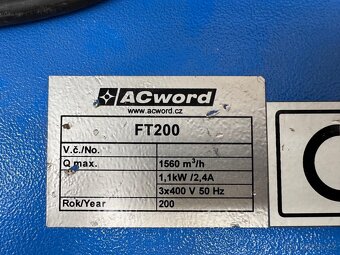 ACword
www.acword.cz
FT200
V.č./No.
Q max. 1560 m³/h
1,1kW /2,4A
3x400 V 50 Hz
Rok/Year 200